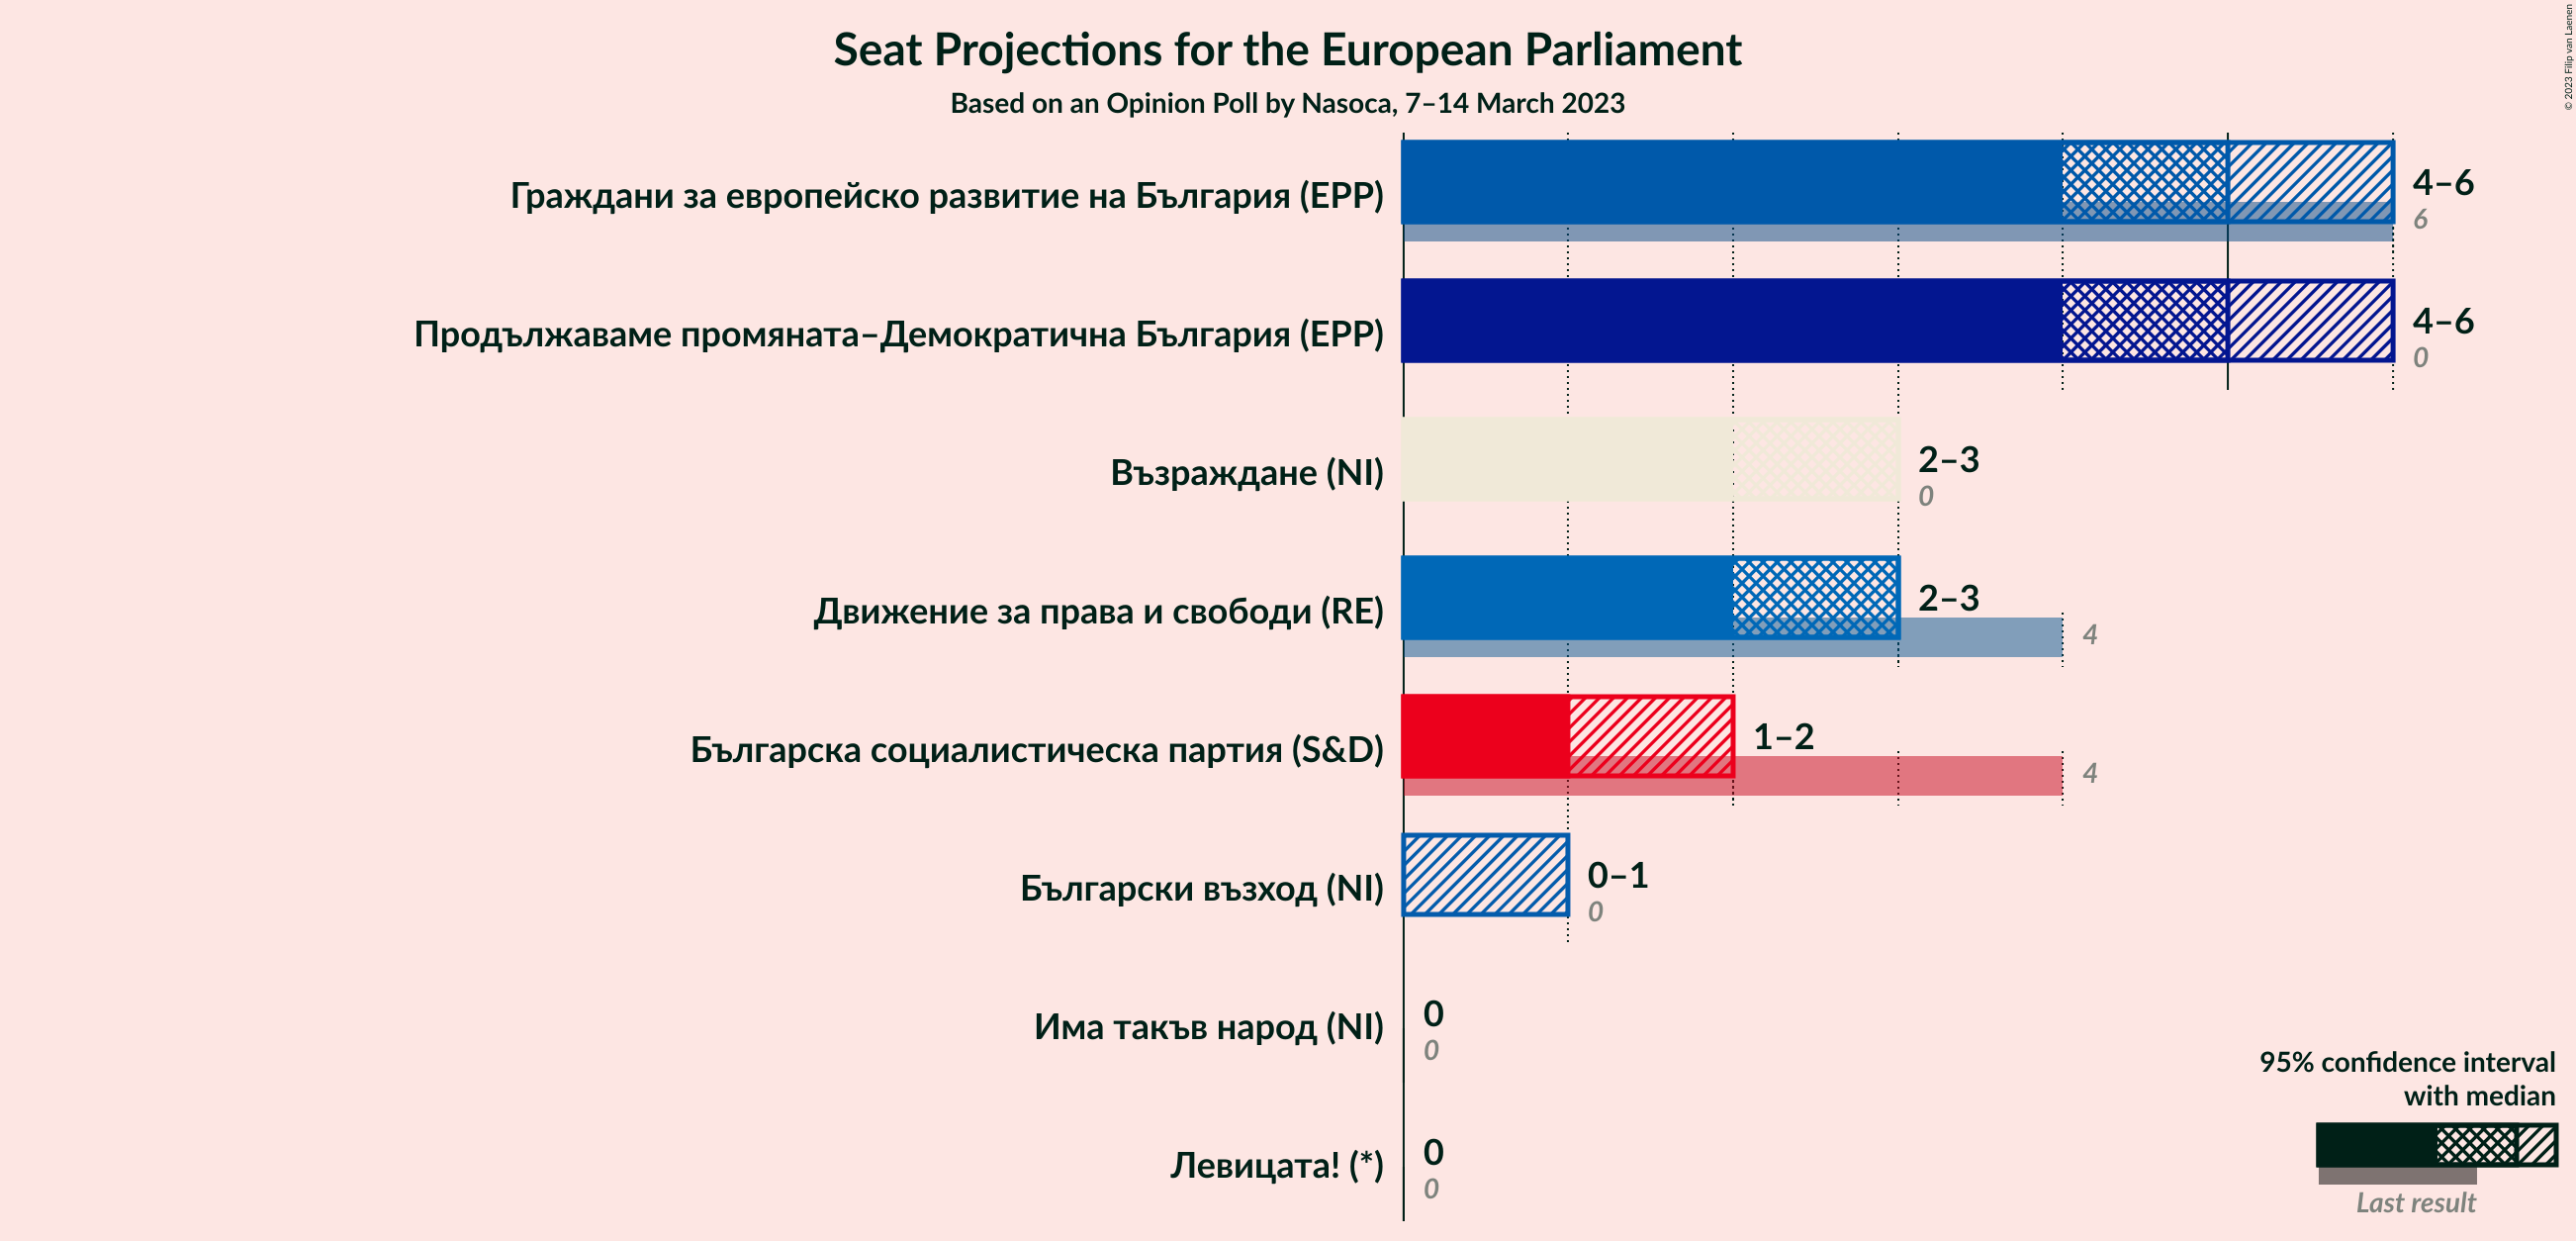 Seat Projections for the European Parliament
Based on an Opinion Poll by Nasoca, 7–14 March 2023
© 2023 Filip van Laenen
Граждани за европейско развитие на България (EPP)
4–6
6
Продължаваме промяната–Демократична България (EPP)
4–6
0
Възраждане (NI)
2–3
0
Движение за права и свободи (RE)
2–3
4
Българска социалистическа партия (S&D)
1–2
4
Български възход (NI)
0–1
0
Има такъв народ (NI)
0
0
Левицата! (*)
0
0
95% confidence interval
with median
Last result